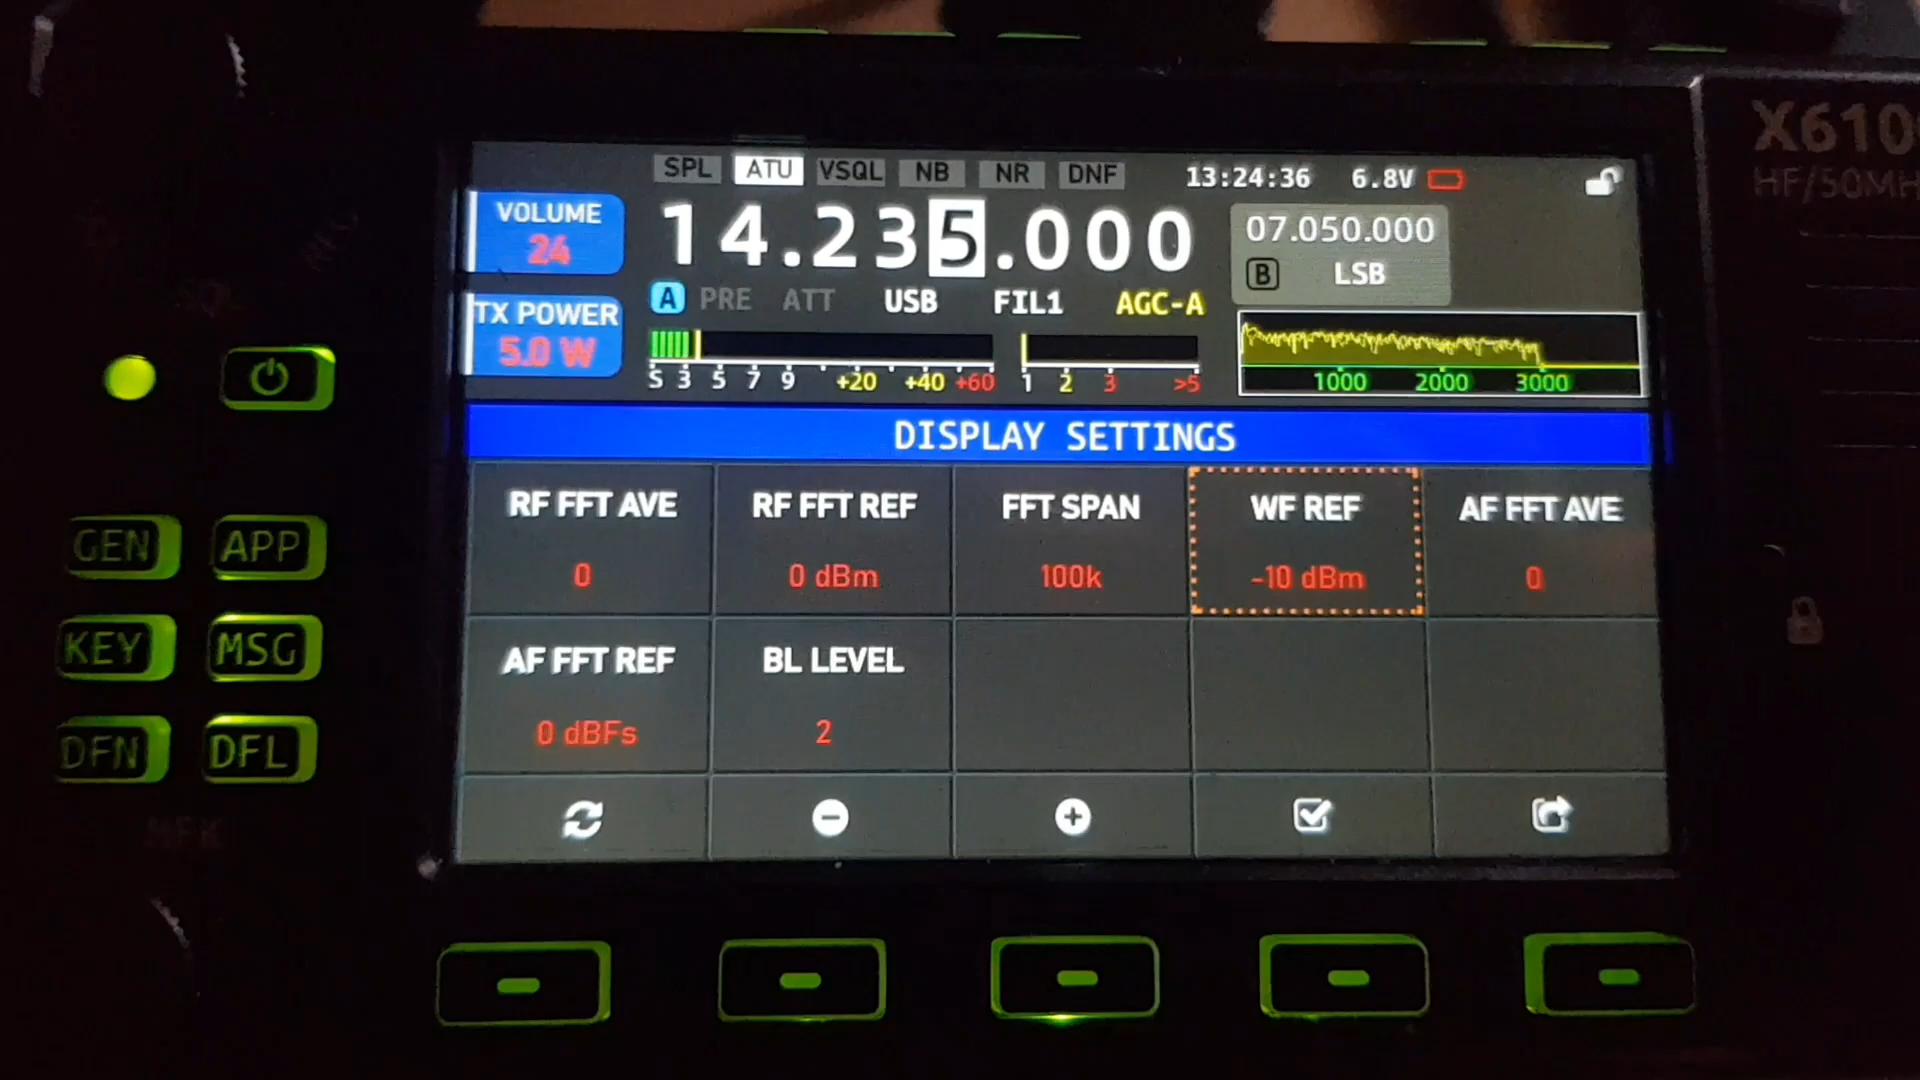 X610
HF/50MH
SPL ATU VSQL NB NR DNF 13:24:36 6.8V
VOLUME
24
14.235.000
07.050.000
B LSB
TX POWER
5.0 W
A PRE ATT USB FIL1 AGC-A
S 3 5 7 9 +20 +40 +60
1 2 3 >5
1000 2000 3000
DISPLAY SETTINGS
RF FFT AVE
0
RF FFT REF
0 dBm
FFT SPAN
100k
WF REF
-10 dBm
AF FFT AVE
0
AF FFT REF
0 dBFs
BL LEVEL
2
GEN APP
KEY MSG
DFN DFL
MFK